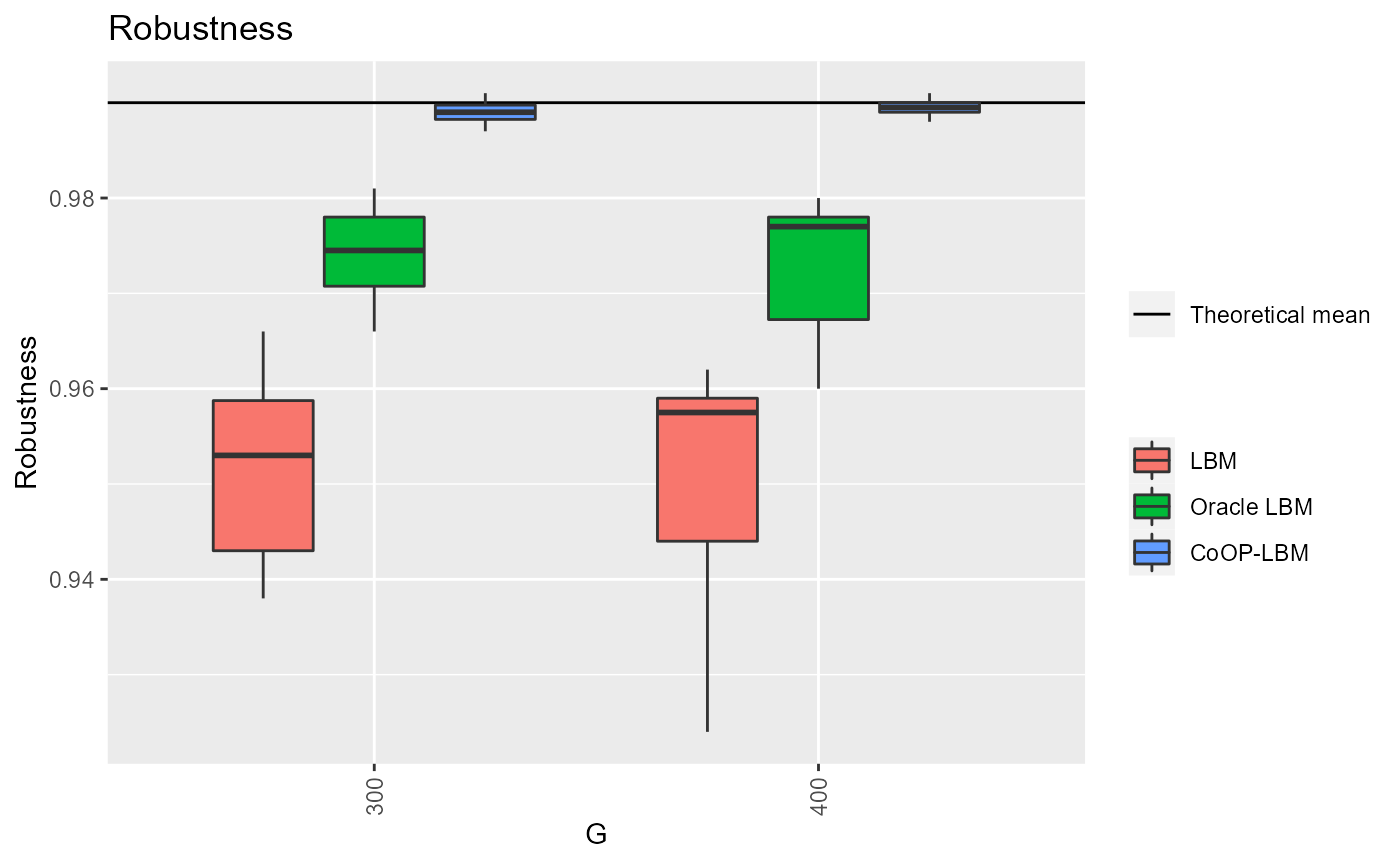 Robustness
Robustness
0.98
0.96
0.94
300
400
G
Theoretical mean
LBM
Oracle LBM
CoOP-LBM